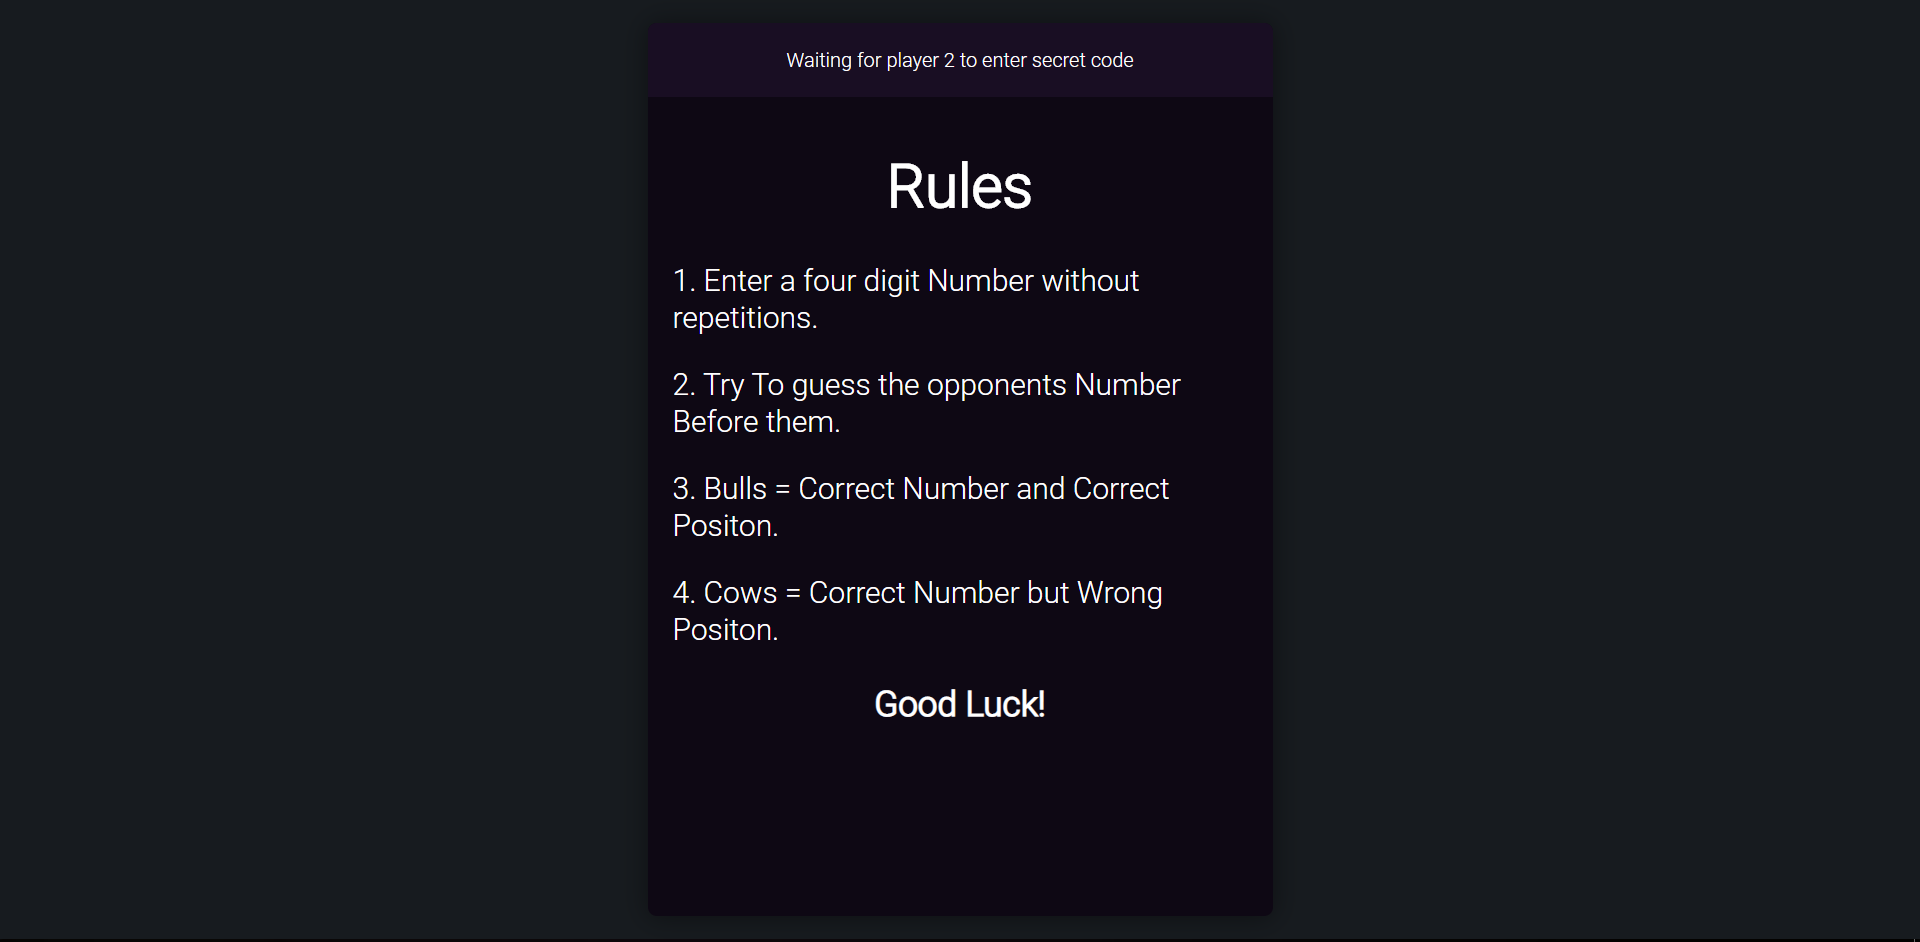 Waiting for player 2 to enter secret code
Rules
1. Enter a four digit Number without
repetitions.
2. Try To guess the opponents Number
Before them.
3. Bulls = Correct Number and Correct
Positon.
4. Cows = Correct Number but Wrong
Positon.
Good Luck!